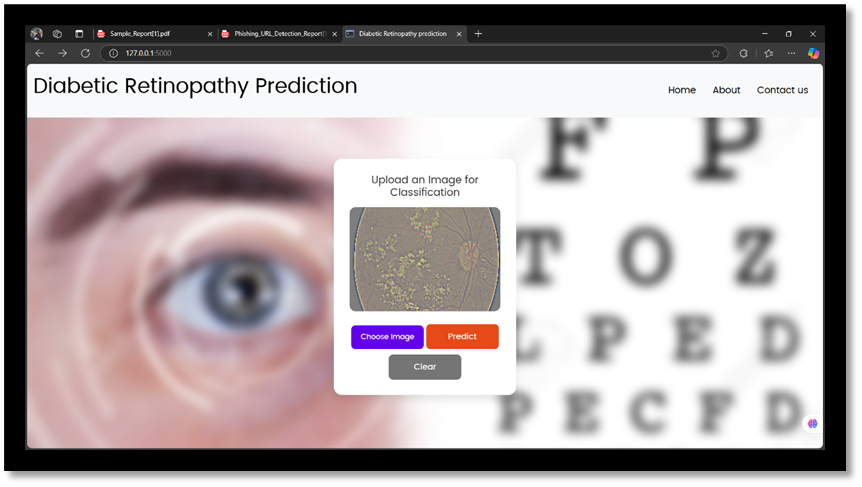 Sample_Report[1].pdf
Phishing_URL_Detection_Report[
Diabetic Retinopathy prediction
127.0.0.1:5000
Diabetic Retinopathy Prediction
Home About Contact us
Upload an Image for
Classification
Choose Image Predict
Clear
F P
T O Z
L P E D
P E C F D